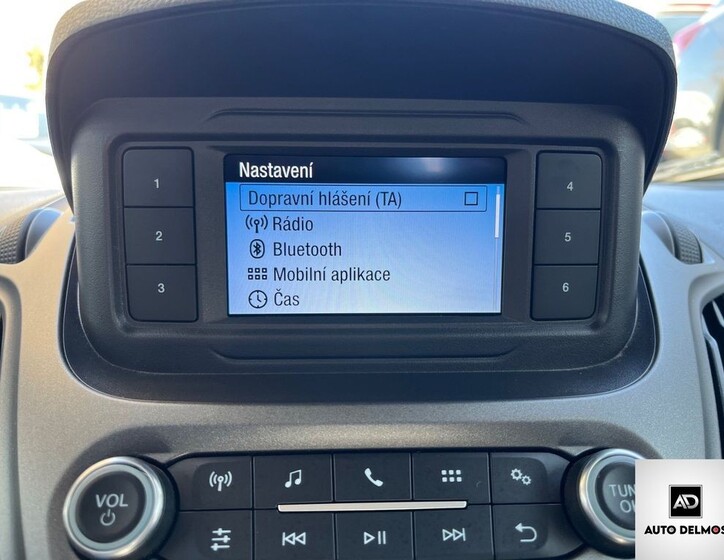 Nastavení
1
Dopravní hlášení (TA)
4
2
Rádio
5
Bluetooth
3
Mobilní aplikace
6
Čas
VOL
TUN
OK
AD
AUTO DELMOS